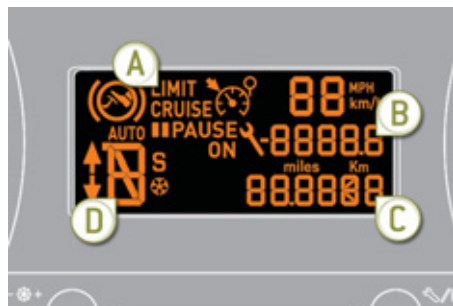 A
LIMIT
CRUISE
88 MPH
km/h
B
AUTO
PAUSE
ON
-8888.8
miles Km
S
88.8888
D
C